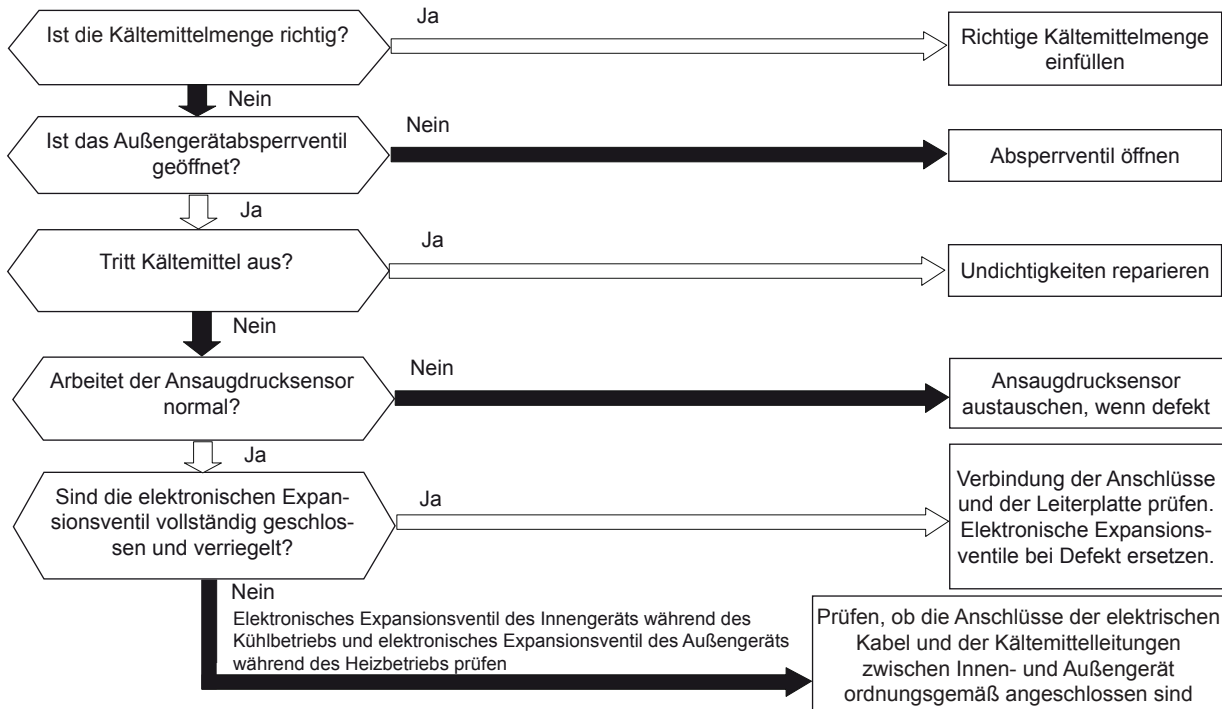 Ist die Kältemittelmenge richtig?
Ja
Richtige Kältemittelmenge
einfüllen
Nein
Ist das Außengerätabsperrventil
geöffnet?
Nein
Absperrventil öffnen
Ja
Tritt Kältemittel aus?
Ja
Undichtigkeiten reparieren
Nein
Arbeitet der Ansaugdrucksensor
normal?
Nein
Ansaugdrucksensor
austauschen, wenn defekt
Ja
Sind die elektronischen Expan-
sionsventil vollständig geschlos-
sen und verriegelt?
Ja
Verbindung der Anschlüsse
und der Leiterplatte prüfen.
Elektronische Expansions-
ventile bei Defekt ersetzen.
Nein
Elektronisches Expansionsventil des Innengeräts während des
Kühlbetriebs und elektronisches Expansionsventil des Außengeräts
während des Heizbetriebs prüfen
Prüfen, ob die Anschlüsse der elektrischen
Kabel und der Kältemittelleitungen
zwischen Innen- und Außengerät
ordnungsgemäß angeschlossen sind